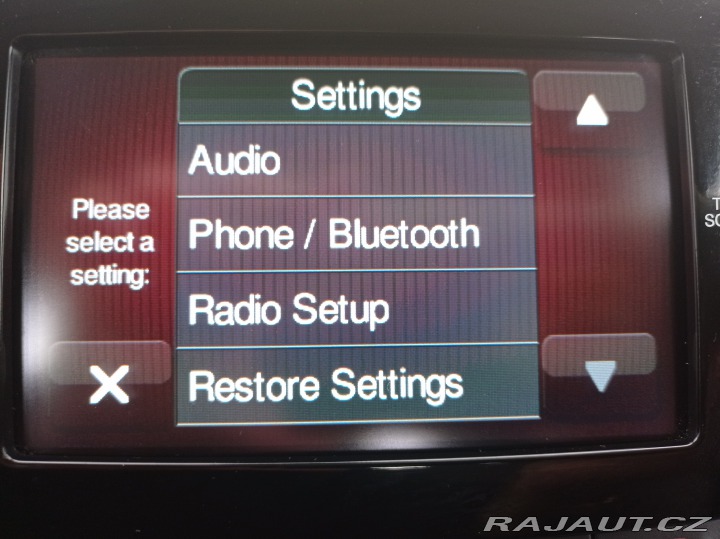 Settings
Audio
Please
select a
setting:
Phone / Bluetooth
Radio Setup
Restore Settings
RAJAUT.CZ